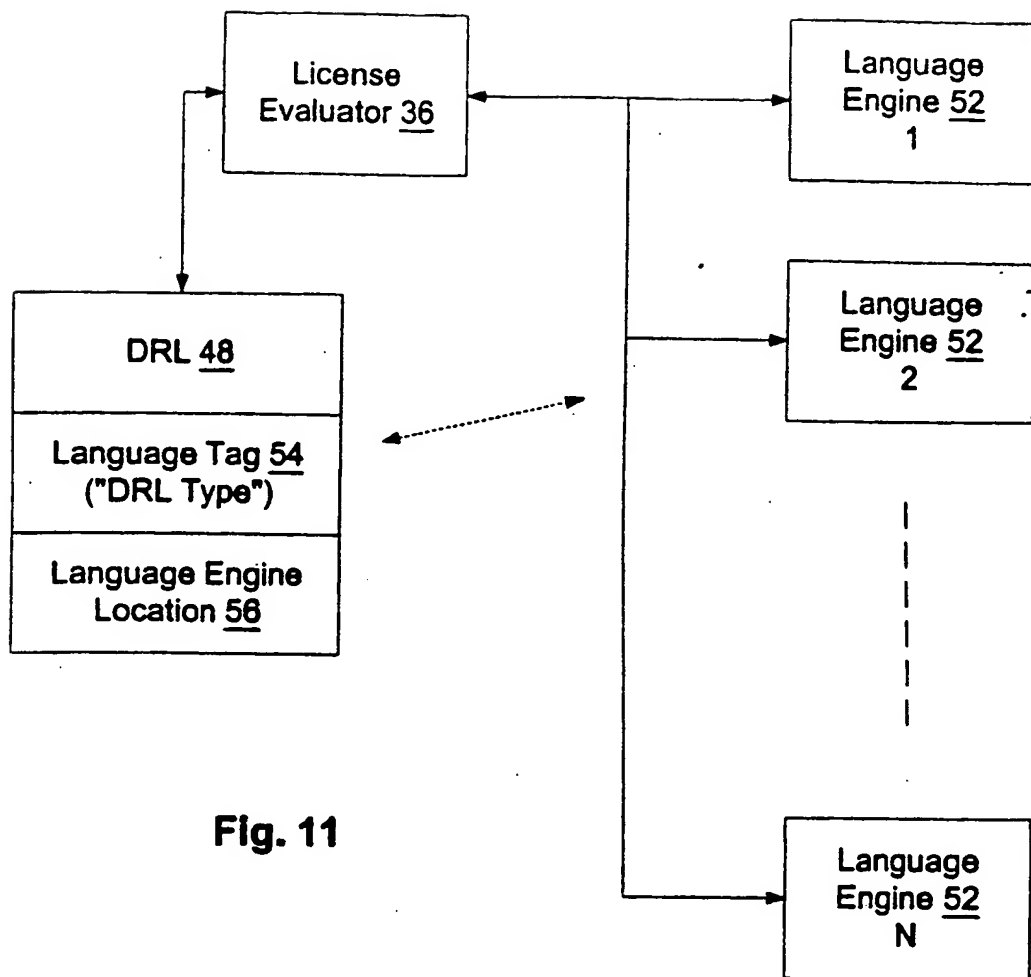 License
Evaluator 36
Language
Engine 52
1
Language
Engine 52
2
DRL 48
Language Tag 54
("DRL Type")
Language Engine
Location 56
Fig. 11
Language
Engine 52
N